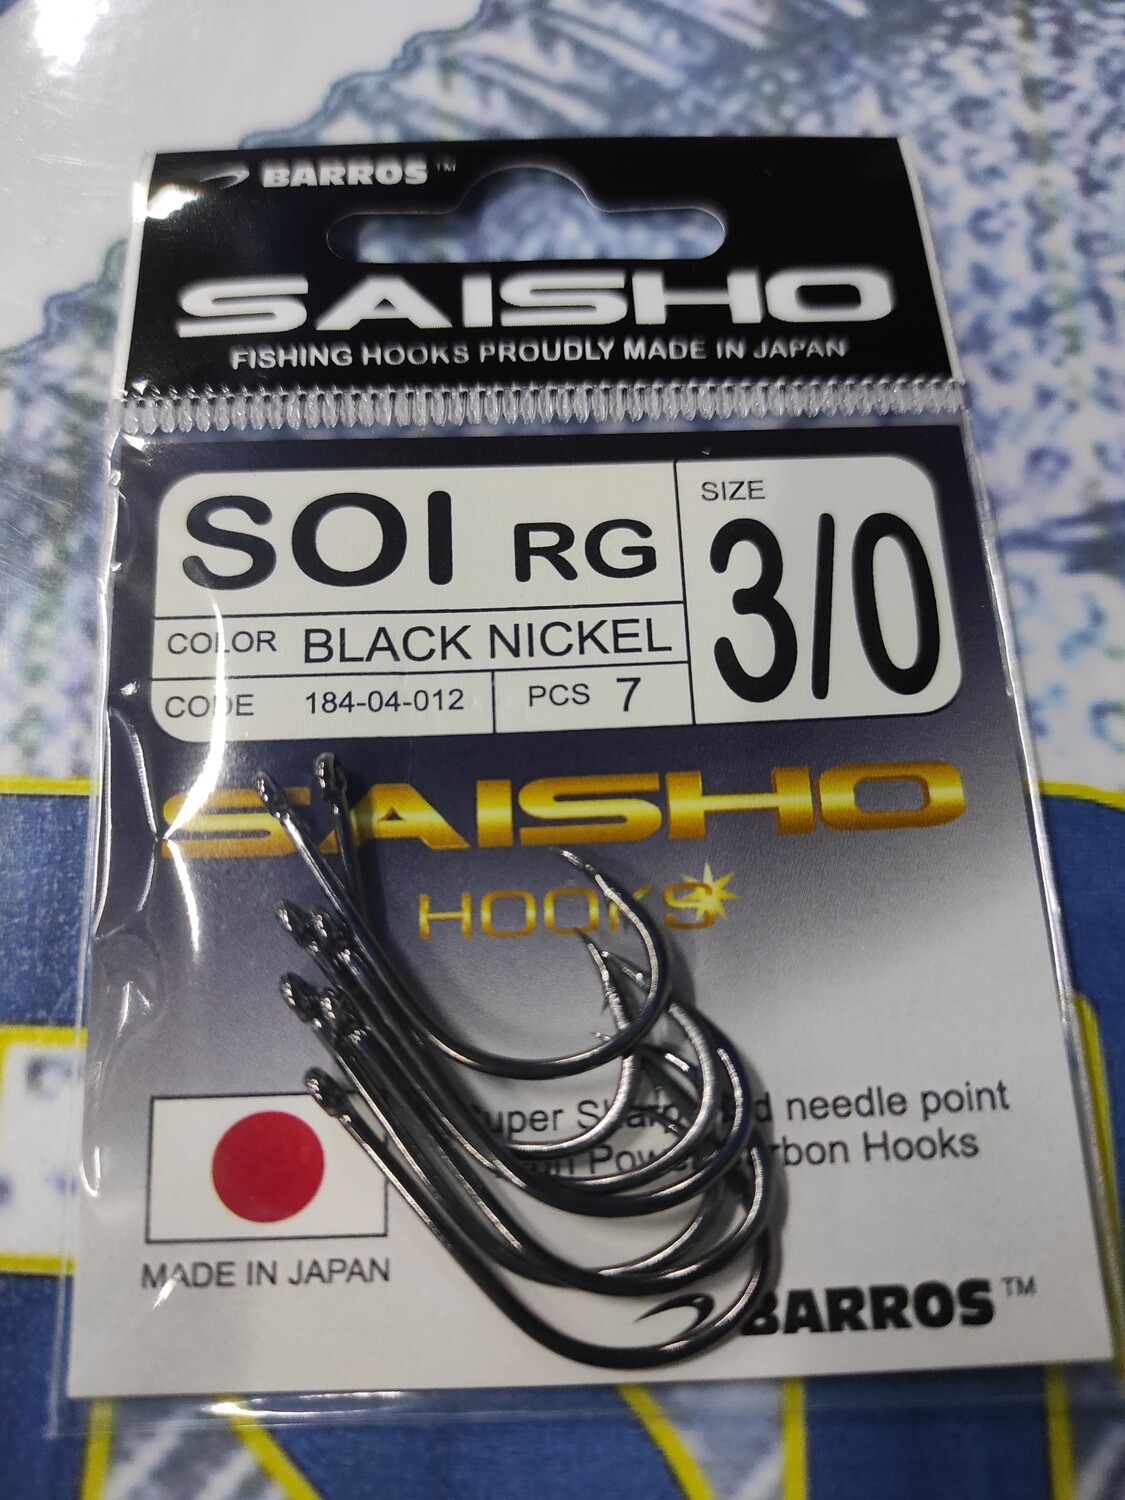 BARROS™
SAISHO
FISHING HOOKS PROUDLY MADE IN JAPAN
SOI RG
SIZE
3/0
COLOR BLACK NICKEL
CODE 184-04-012
PCS 7
SAISHO
HOOKS
needle point
Hooks
MADE IN JAPAN
BARROS™